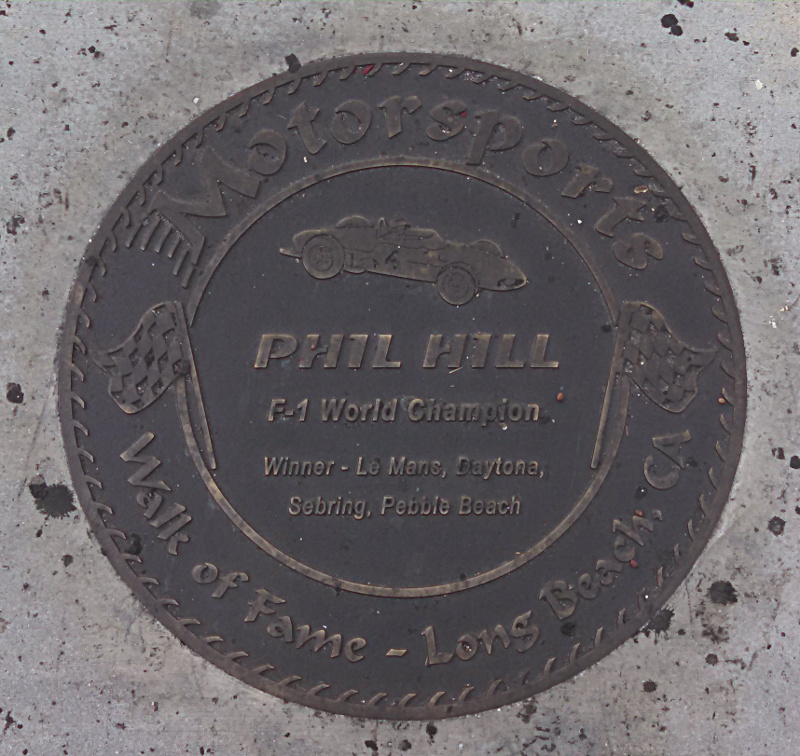 Motorsports
PHIL HILL
F-1 World Champion
Winner - Le Mans, Daytona,
Sebring, Pebble Beach
Walk of Fame - Long Beach, CA